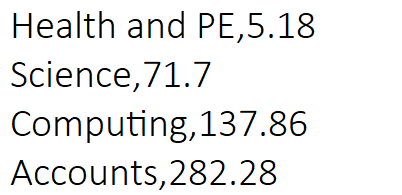 Health and PE,5.18
Science,71.7
Computing,137.86
Accounts,282.28